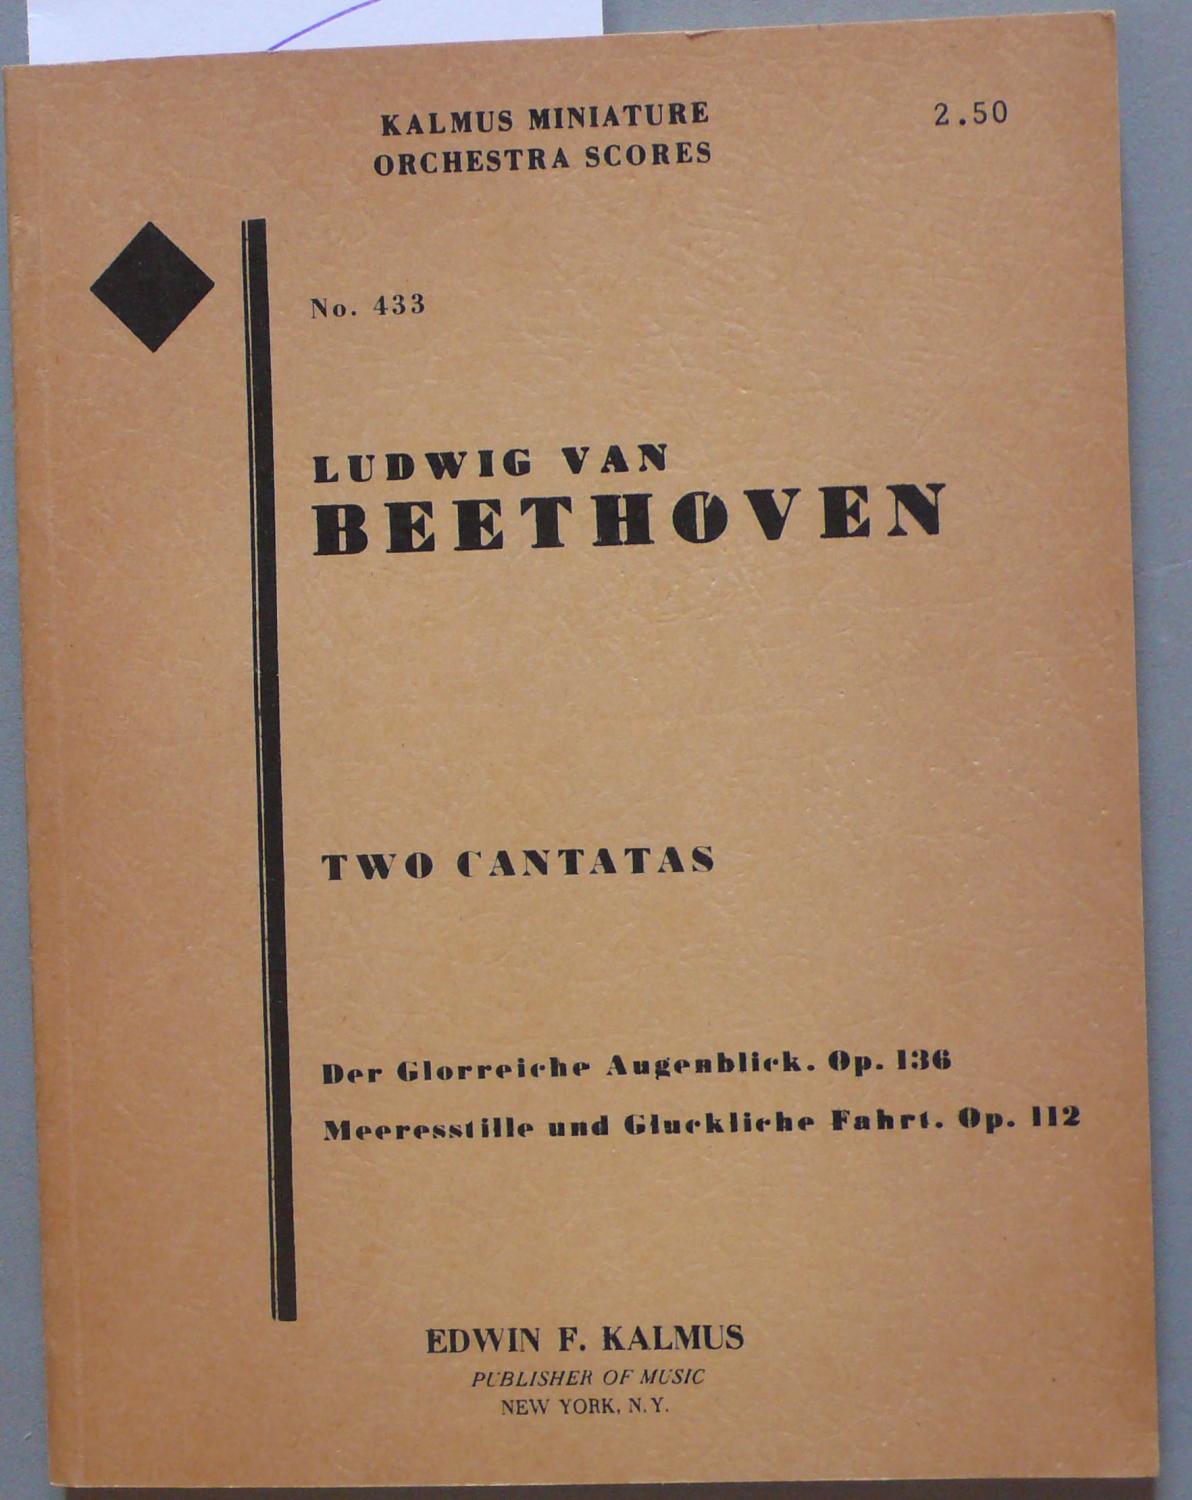 KALMUS MINIATURE
ORCHESTRA SCORES
2.50
No. 433
LUDWIG VAN
BEETHOVEN
TWO CANTATAS
Der Glorreiche Augenblick. Op. 136
Meeresstille und Gluckliche Fahrt. Op. 112
EDWIN F. KALMUS
PUBLISHER OF MUSIC
NEW YORK, N.Y.